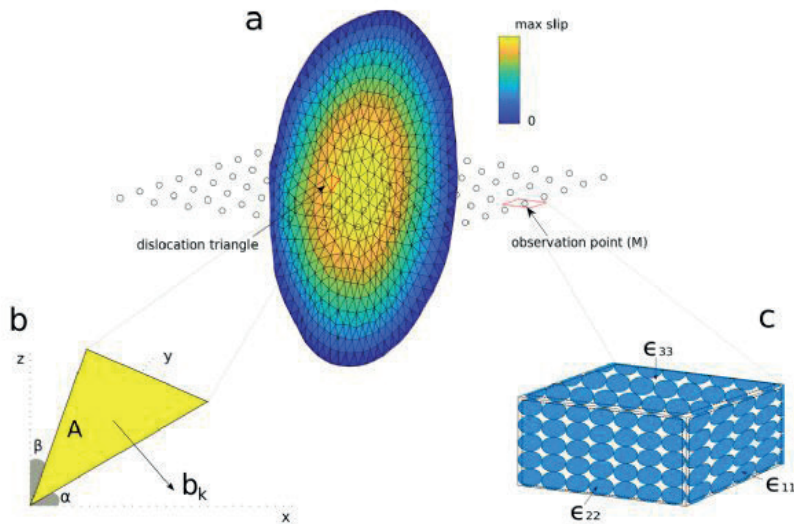 a
max slip
0
dislocation triangle
observation point (M)
b
z
y
A
β
α
b_k
x
c
ϵ33
ϵ22
ϵ11